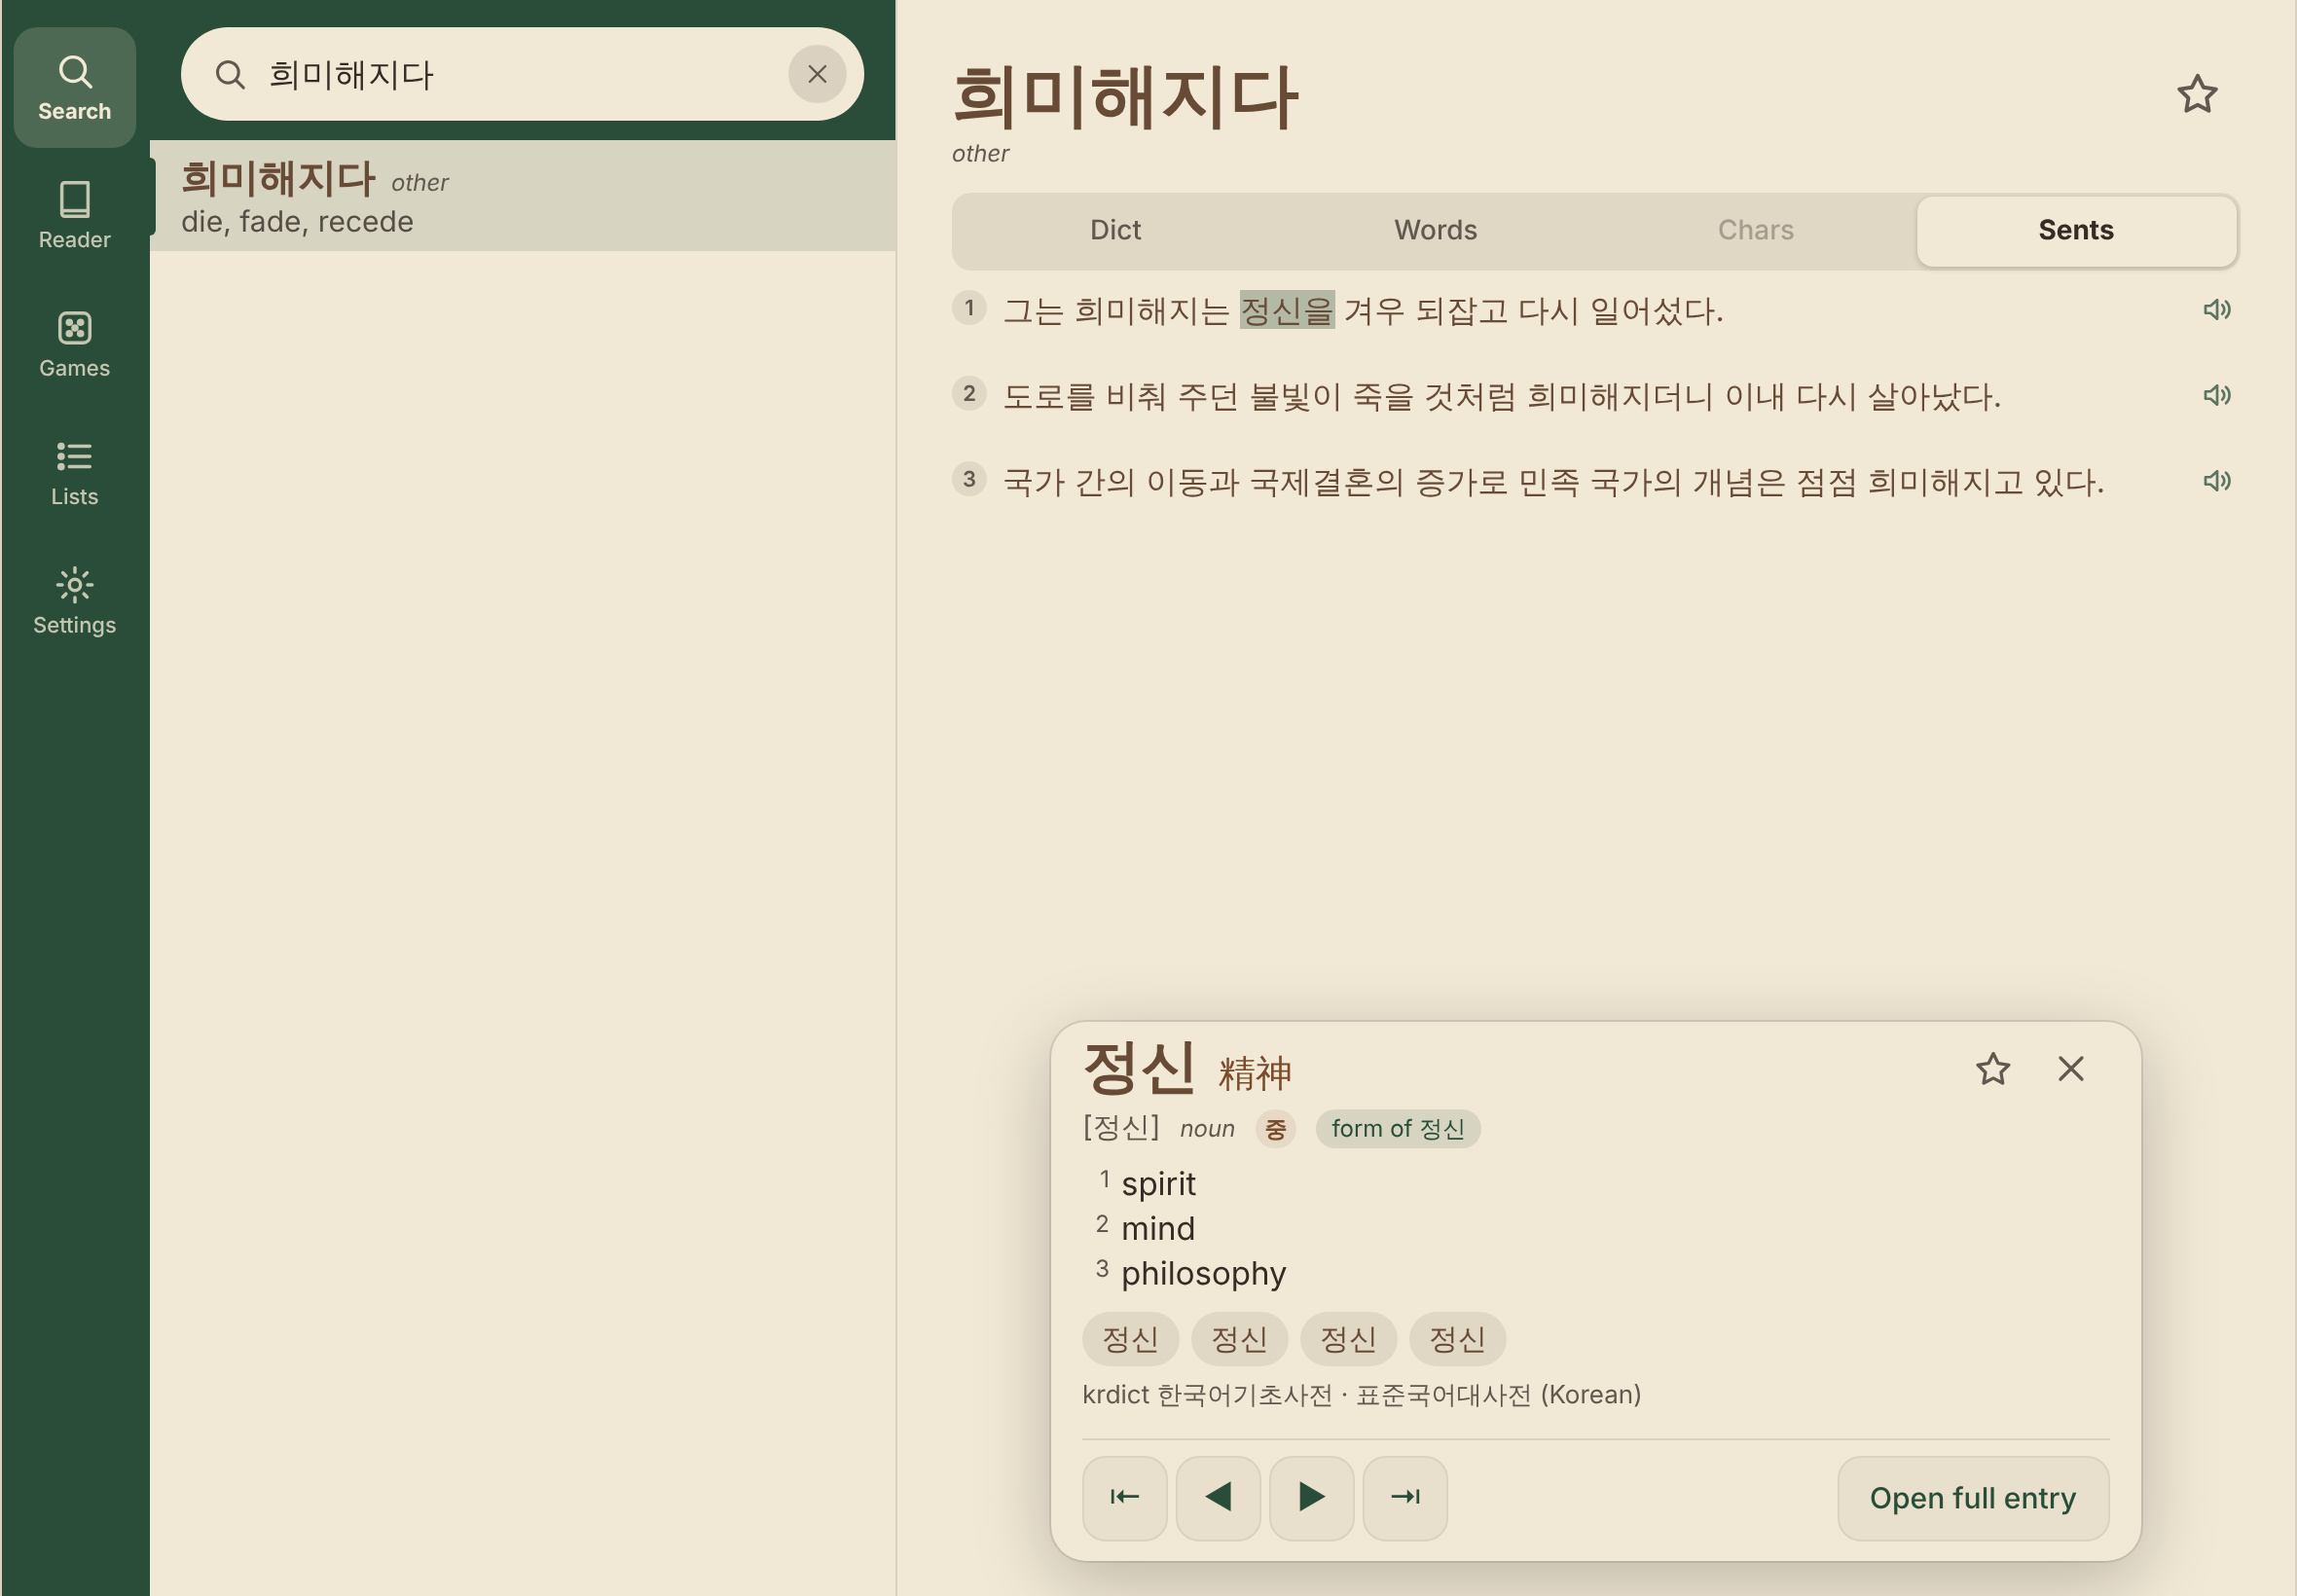 Search
Reader
Games
Lists
Settings
희미해지다
희미해지다 other
die, fade, recede
희미해지다
other
Dict Words Chars Sents
1 그는 희미해지는 정신을 겨우 되잡고 다시 일어섰다.
2 도로를 비춰 주던 불빛이 죽을 것처럼 희미해지더니 이내 다시 살아났다.
3 국가 간의 이동과 국제결혼의 증가로 민족 국가의 개념은 점점 희미해지고 있다.
정신 精神
[정신] noun 중 form of 정신
1 spirit
2 mind
3 philosophy
정신 정신 정신 정신
krdict 한국어기초사전 · 표준국어대사전 (Korean)
Open full entry